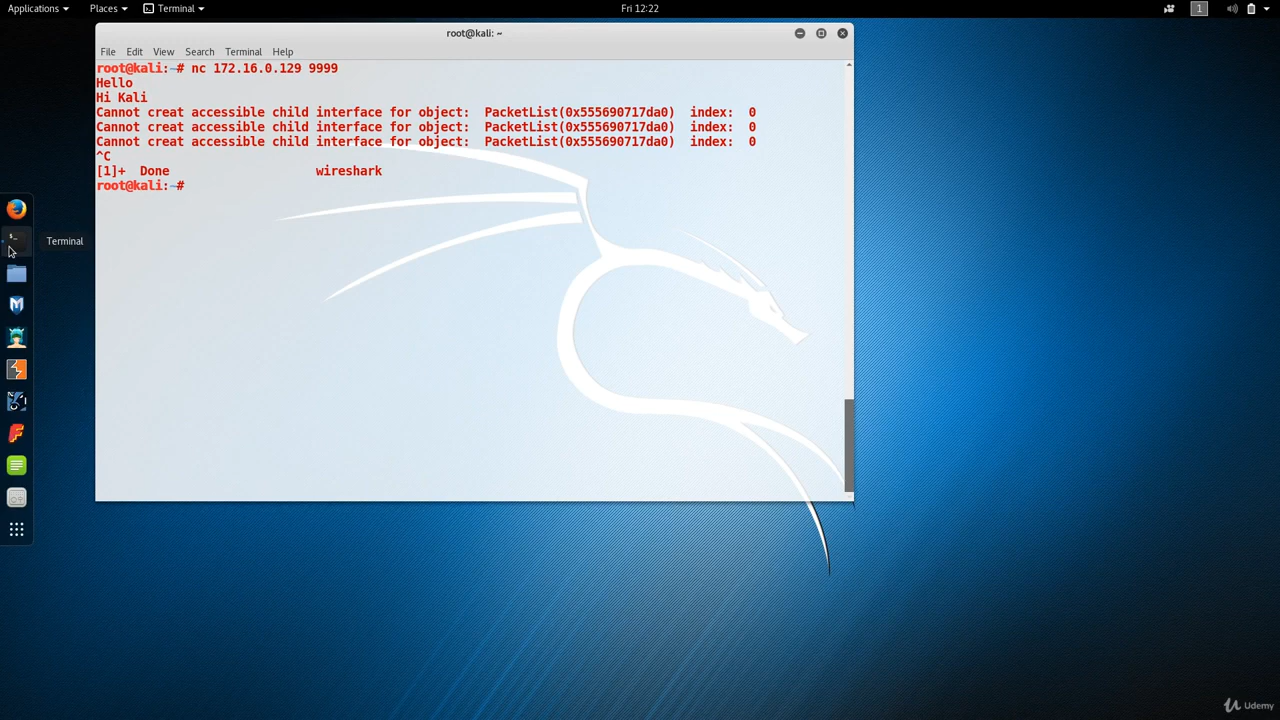 Applications Places Terminal Fri 12:22 1
root@kali: ~
File Edit View Search Terminal Help
root@kali:~# nc 172.16.0.129 9999
Hello
Hi Kali
Cannot creat accessible child interface for object:  PacketList(0x555690717da0)  index:  0
Cannot creat accessible child interface for object:  PacketList(0x555690717da0)  index:  0
Cannot creat accessible child interface for object:  PacketList(0x555690717da0)  index:  0
^C
[1]+  Done                    wireshark
root@kali:~#
Terminal
Udemy